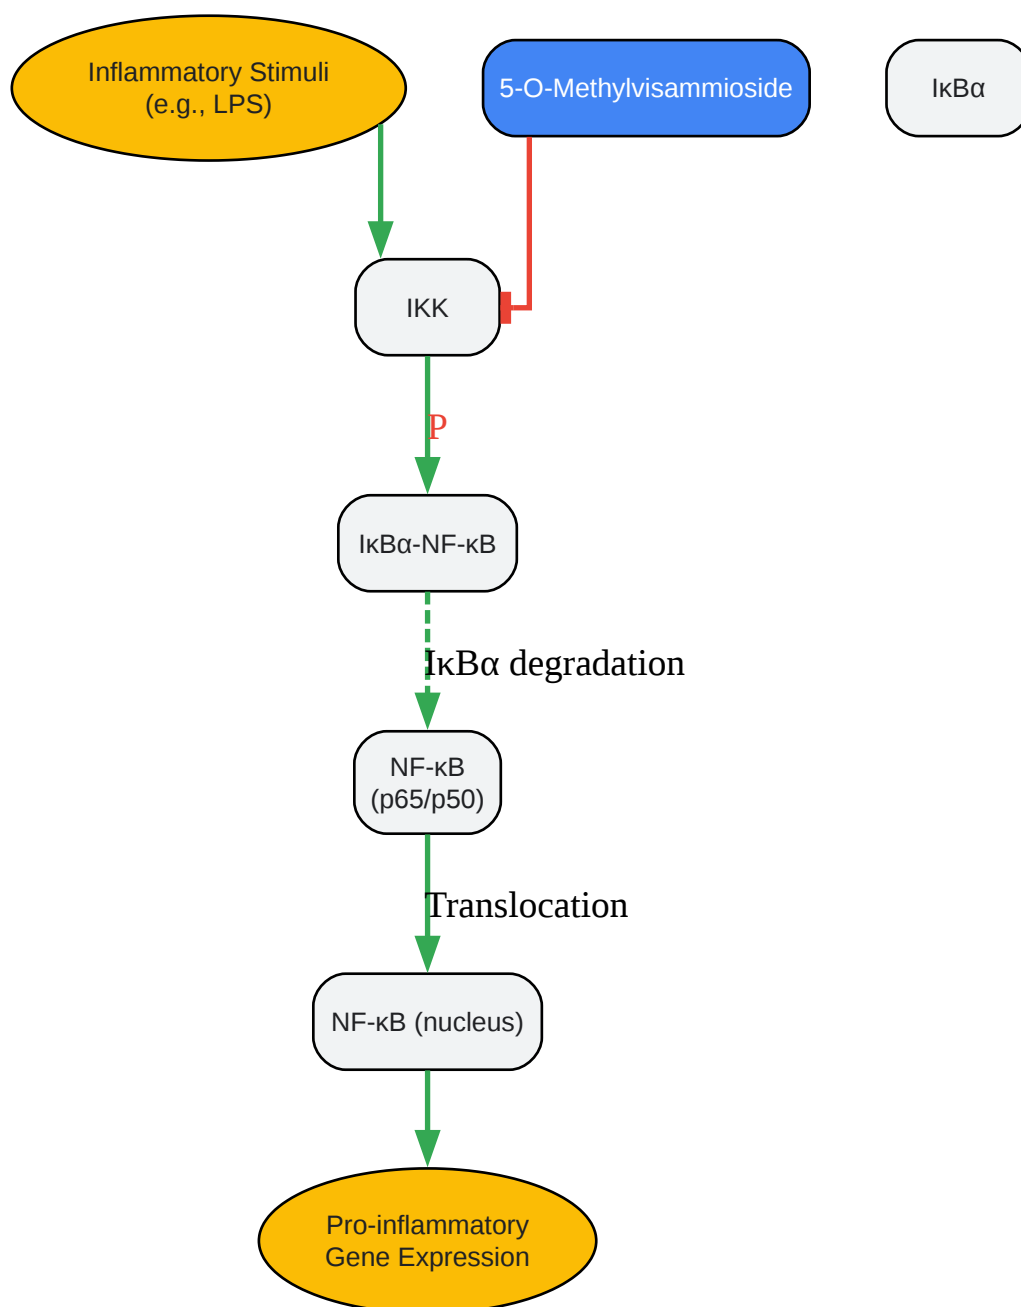 Inflammatory Stimuli
(e.g., LPS)
5-O-Methylvisammioside
IκBα
IKK
P
IκBα-NF-κB
IκBα degradation
NF-κB
(p65/p50)
Translocation
NF-κB (nucleus)
Pro-inflammatory
Gene Expression